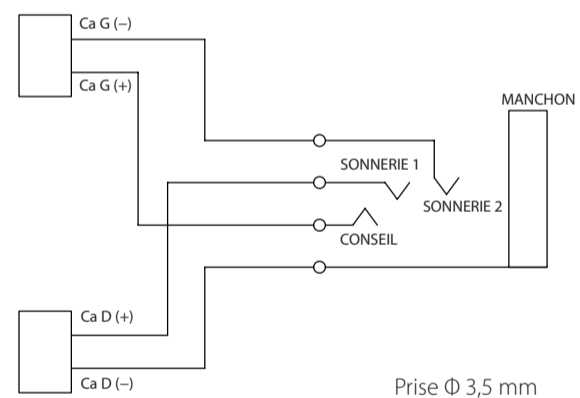 Ca G (–)
Ca G (+)
MANCHON
SONNERIE 1
SONNERIE 2
CONSEIL
Ca D (+)
Ca D (–)
Prise Φ 3,5 mm